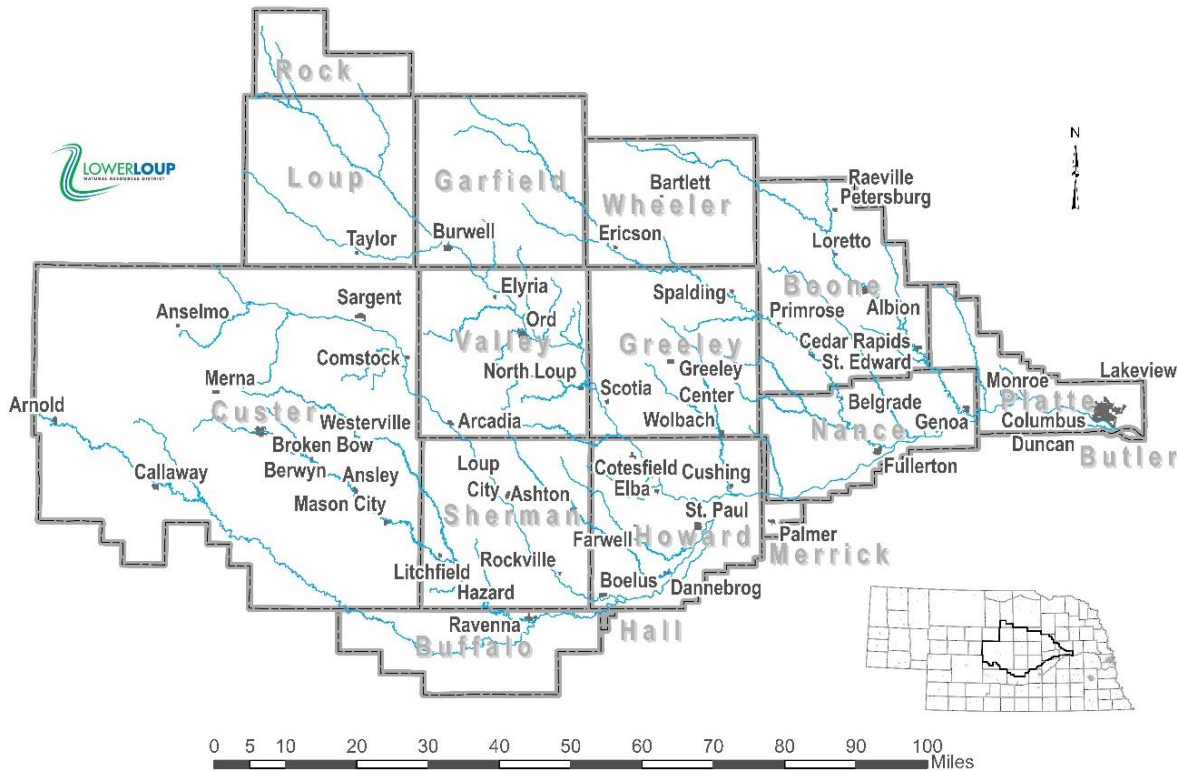 Rock
N
LOWERLOUP
NATURAL RESOURCES DISTRICT
Loup
Garfield
Wheeler
Bartlett
Raeville
Petersburg
Taylor
Burwell
Ericson
Loretto
Boone
Anselmo
Sargent
Elyria
Spalding
Primrose
Albion
Ord
Valley
Greeley
Comstock
North Loup
Greeley
Center
Cedar Rapids
St. Edward
Merna
Scotia
Monroe
Lakeview
Arnold
Custer
Westerville
Arcadia
Wolbach
Belgrade
Genoa
Platte
Columbus
Broken Bow
Nance
Duncan
Butler
Callaway
Berwyn
Ansley
Loup
City
Ashton
Cotesfield
Elba
Cushing
Fullerton
Mason City
Sherman
St. Paul
Farwell
Howard
Palmer
Merrick
Litchfield
Rockville
Hazard
Boelus
Dannebrog
Ravenna
Buffalo
Hall
0 5 10 20 30 40 50 60 70 80 90 100
Miles